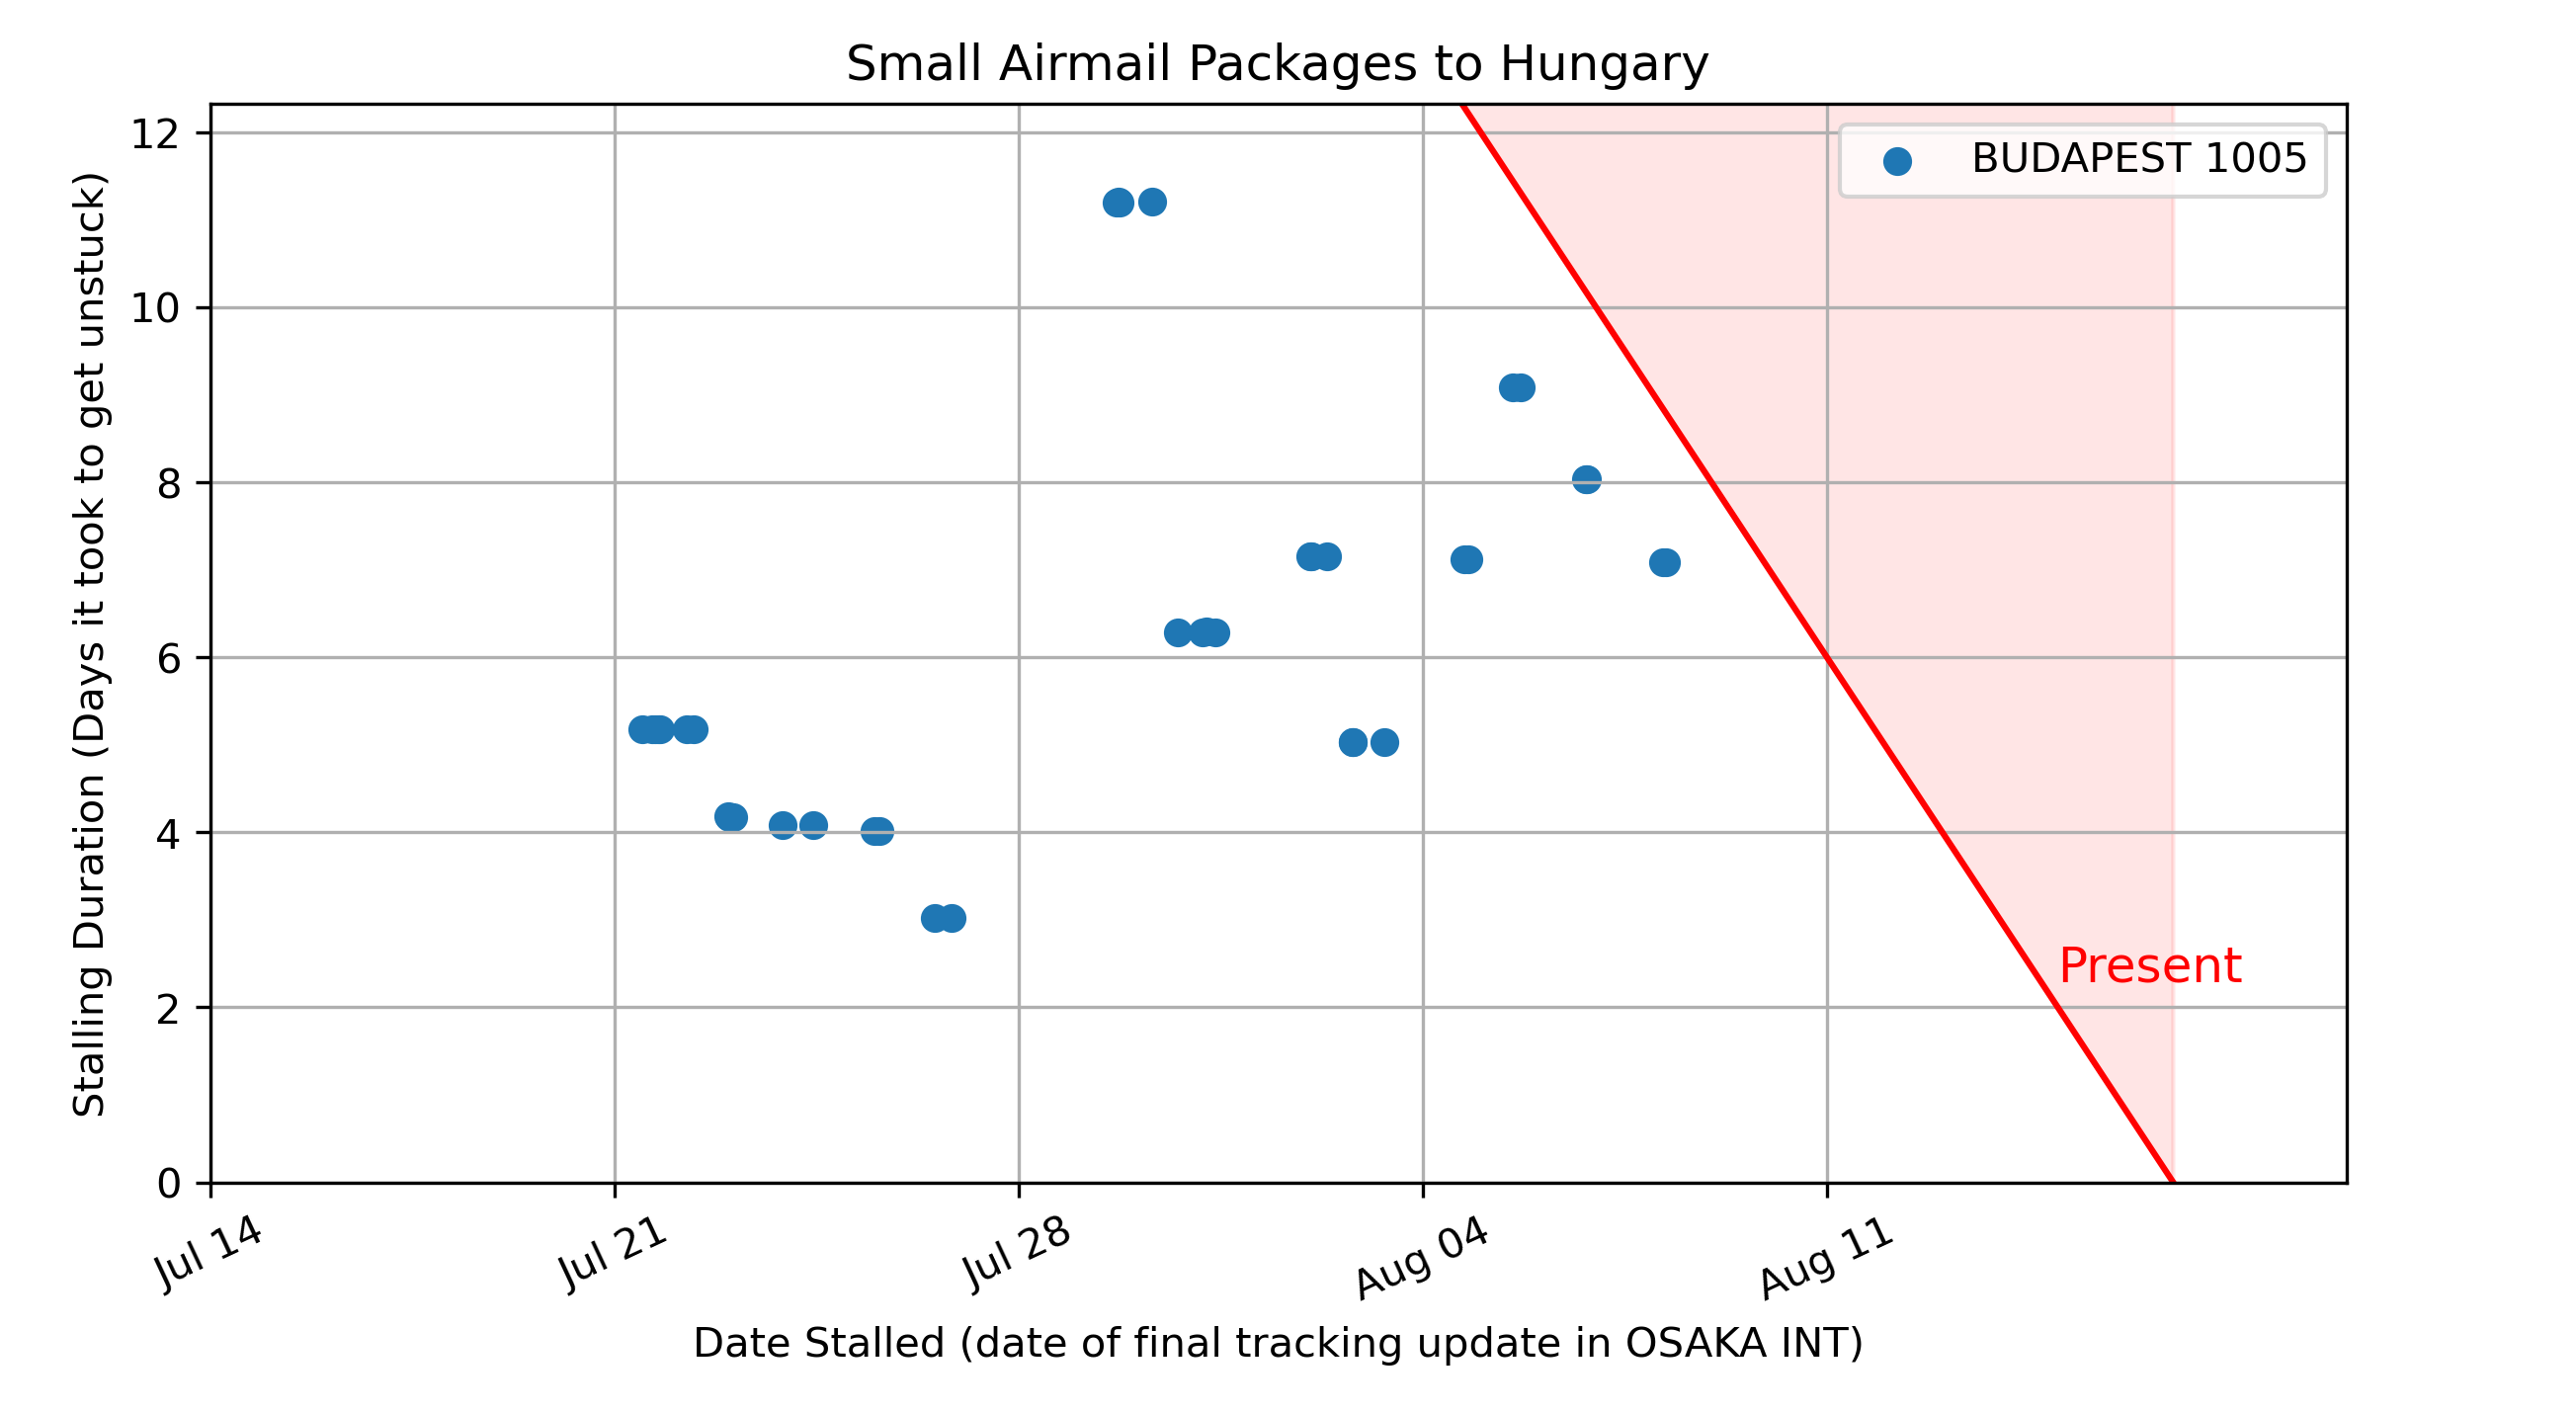 Small Airmail Packages to Hungary
Stalling Duration (Days it took to get unstuck)
12
10
8
6
4
2
0
BUDAPEST 1005
Present
Jul 14
Jul 21
Jul 28
Aug 04
Aug 11
Date Stalled (date of final tracking update in OSAKA INT)